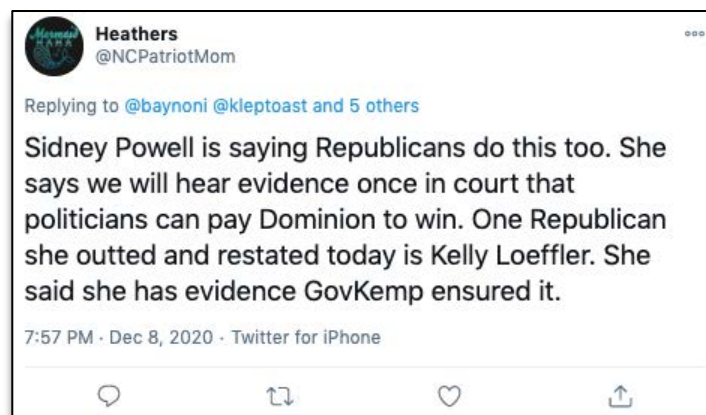 Mermaid
MAMA
Heathers
@NCPatriotMom
Replying to @baynoni @kleptoast and 5 others
Sidney Powell is saying Republicans do this too. She
says we will hear evidence once in court that
politicians can pay Dominion to win. One Republican
she outted and restated today is Kelly Loeffler. She
said she has evidence GovKemp ensured it.
7:57 PM · Dec 8, 2020 · Twitter for iPhone